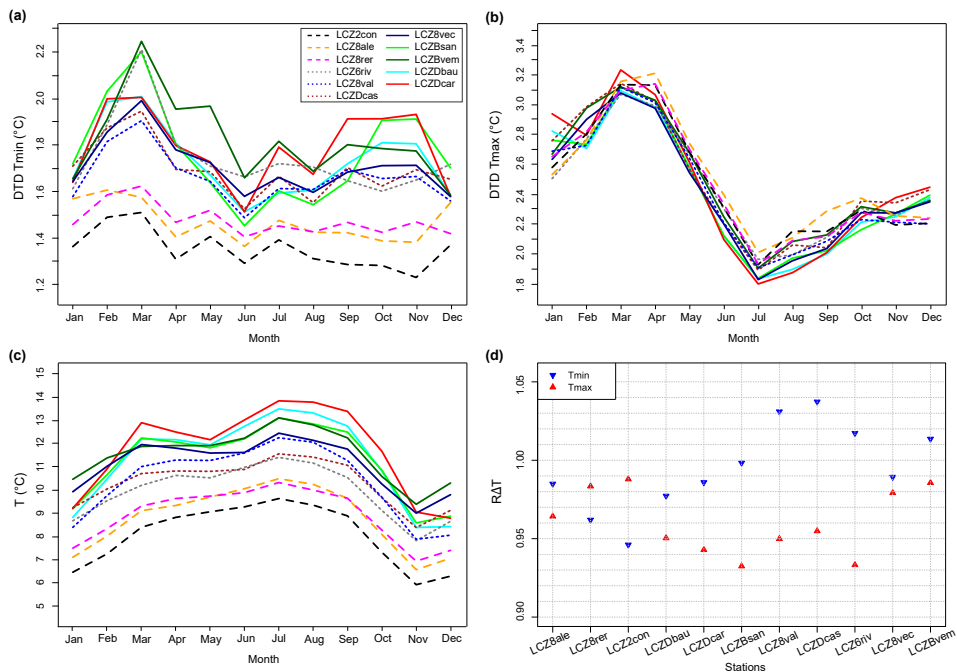 (a)
DTD Tmin (°C)
1.2 1.4 1.6 1.8 2.0 2.2
LCZ2con LCZ8vec
LCZ8ale LCZBsan
LCZ8rer LCZBvem
LCZ6riv LCZDbau
LCZ8val LCZDcar
LCZDcas
Jan Feb Mar Apr May Jun Jul Aug Sep Oct Nov Dec
Month
(b)
DTD Tmax (°C)
1.8 2.0 2.2 2.4 2.6 2.8 3.0 3.2 3.4
Jan Feb Mar Apr May Jun Jul Aug Sep Oct Nov Dec
Month
(c)
T (°C)
5 6 7 8 9 10 11 12 13 14 15
Jan Feb Mar Apr May Jun Jul Aug Sep Oct Nov Dec
Month
(d)
RΔT
0.90 0.95 1.00 1.05
Tmin
Tmax
LCZ8ale LCZ8rer LCZ2con LCZDbau LCZDcar LCZBsan LCZ8val LCZDcas LCZ6riv LCZ8vec LCZBvem
Stations